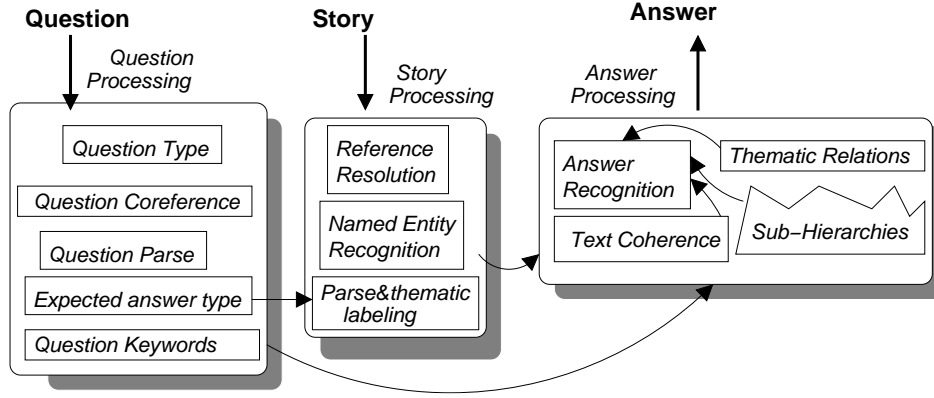 Question
Story
Answer
Question
Processing
Story
Processing
Answer
Processing
Question Type
Question Coreference
Question Parse
Expected answer type
Question Keywords
Reference
Resolution
Named Entity
Recognition
Parse&thematic
labeling
Answer
Recognition
Text Coherence
Thematic Relations
Sub−Hierarchies